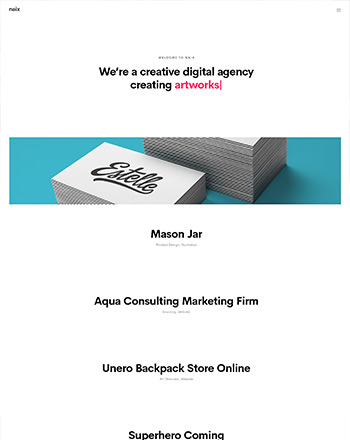 neix
WELCOME TO NEIX
We're a creative digital agency
creating artworks|
Estelle
Mason Jar
Product Design, Illustration
Aqua Consulting Marketing Firm
Branding, Website
Unero Backpack Store Online
Art Direction, Website
Superhero Coming